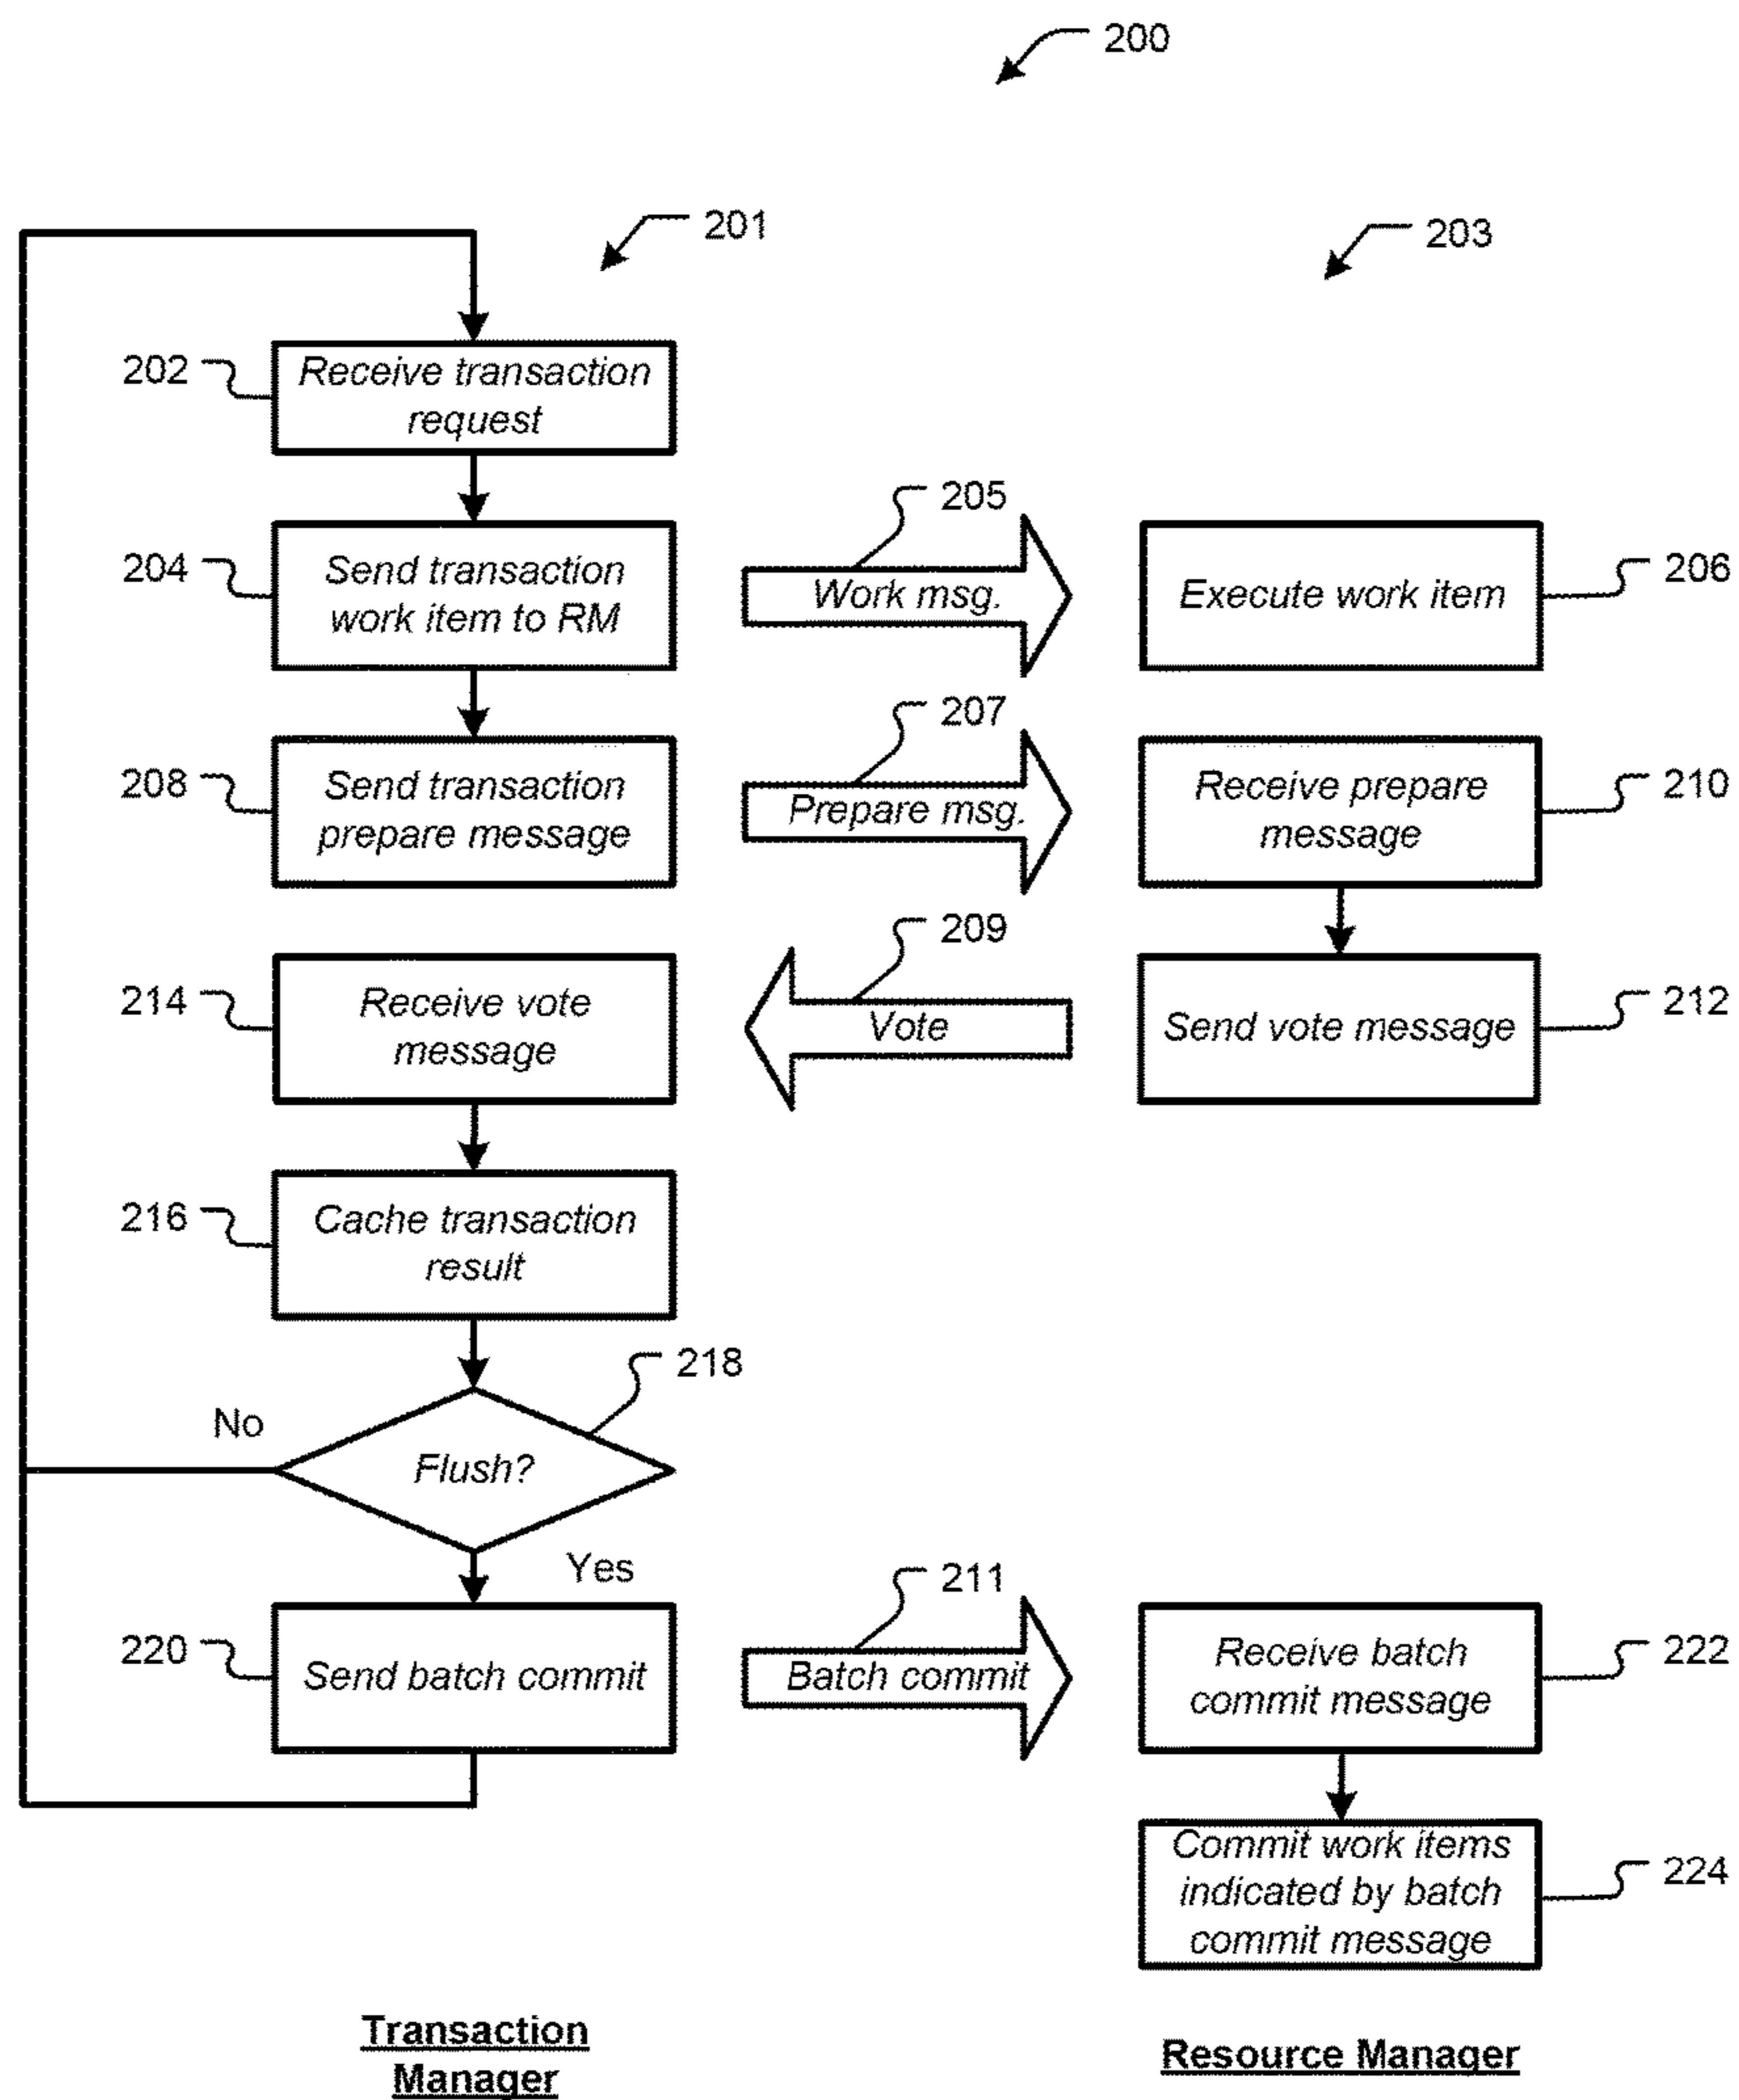 200
201
203
202
Receive transaction
request
205
204
Send transaction
work item to RM
Work msg.
Execute work item
206
207
208
Send transaction
prepare message
Prepare msg.
Receive prepare
message
210
209
214
Receive vote
message
Vote
Send vote message
212
216
Cache transaction
result
218
No
Flush?
Yes
211
220
Send batch commit
Batch commit
Receive batch
commit message
222
Commit work items
indicated by batch
commit message
224
Transaction
Manager
Resource Manager